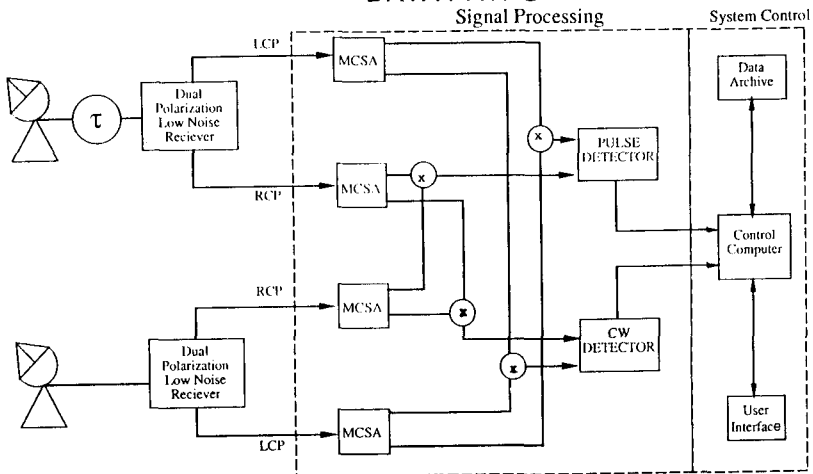 Signal Processing
System Control
LCP
MCSA
Data
Archive
Dual
Polarization
Low Noise
Reciever
τ
x
PULSE
DETECTOR
RCP
MCSA
x
Control
Computer
RCP
MCSA
x
CW
DETECTOR
Dual
Polarization
Low Noise
Reciever
x
User
Interface
LCP
MCSA